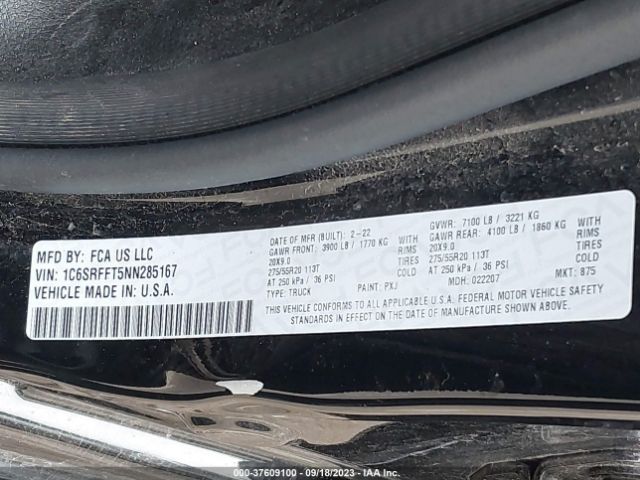 MFD BY: FCA US LLC
VIN: 1C6SRFFT5NN285167
VEHICLE MADE IN: U.S.A.
DATE OF MFR (BUILT): 2-22 GVWR: 7100 LB / 3221 KG
GAWR FRONT: 3900 LB / 1770 KG GAWR REAR: 4100 LB / 1860 KG
20X9.0 RIMS 20X9.0 RIMS
275/55R20 113T TIRES 275/55R20 113T TIRES
AT 250 kPa / 36 PSI COLD AT 250 kPa / 36 PSI COLD
TYPE: TRUCK PAINT: PXJ MDH: 022207 MKT: 875
THIS VEHICLE CONFORMS TO ALL APPLICABLE U.S.A. FEDERAL MOTOR VEHICLE SAFETY
STANDARDS IN EFFECT ON THE DATE OF MANUFACTURE SHOWN ABOVE.
000-37609100 - 09/18/2023 - IAA Inc.